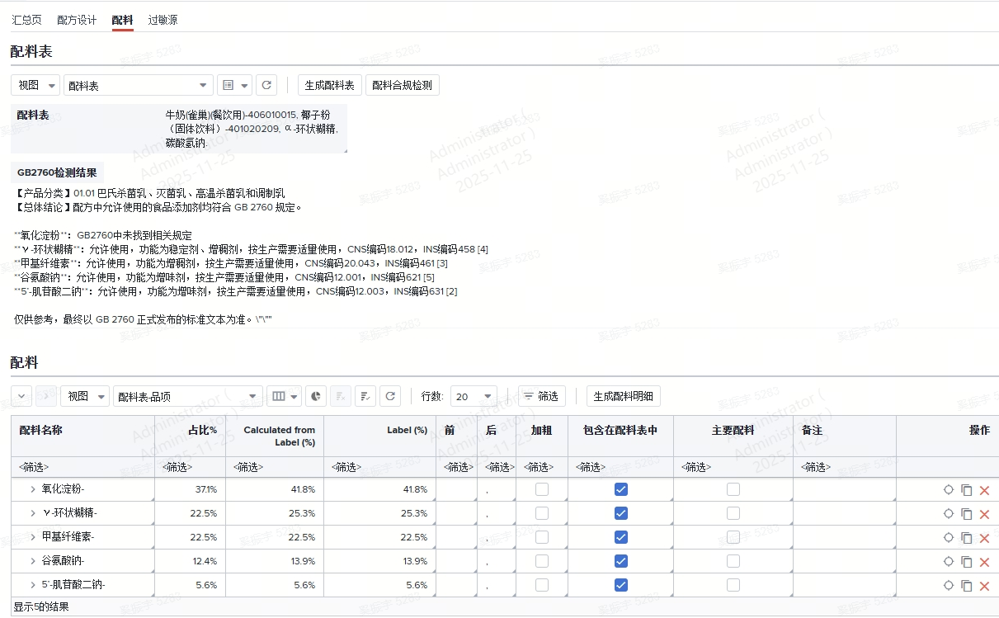 汇总页 配方设计 配料 过敏源
配料表
视图 配料表 生成配料表 配料合规检测
配料表 牛奶(雀巢)(餐饮用)-406010015, 椰子粉
（固体饮料）-401020209, α-环状糊精,
碳酸氢钠.
GB2760检测结果
【产品分类】01.01 巴氏杀菌乳、灭菌乳、高温杀菌乳和调制乳
【总体结论】配方中允许使用的食品添加剂均符合 GB 2760 规定。
**氧化淀粉**：GB2760中未找到相关规定
**γ-环状糊精**：允许使用，功能为稳定剂、增稠剂，按生产需要适量使用，CNS编码18.012，INS编码458 [4]
**甲基纤维素**：允许使用，功能为增稠剂，按生产需要适量使用，CNS编码20.043，INS编码461 [3]
**谷氨酸钠**：允许使用，功能为增味剂，按生产需要适量使用，CNS编码12.001，INS编码621 [5]
**5'-肌苷酸二钠**：允许使用，功能为增味剂，按生产需要适量使用，CNS编码12.003，INS编码631 [2]
仅供参考，最终以 GB 2760 正式发布的标准文本为准。\"\""
配料
视图 配料表-品项 行数: 20 筛选 生成配料明细
配料名称 占比% Calculated from Label (%) Label (%) 前 后 加粗 包含在配料表中 主要配料 备注 操作
<筛选> <筛选> <筛选> <筛选> <筛选> <筛选> <筛选> <筛选> <筛选> <筛选>
氧化淀粉- 37.1% 41.8% 41.8% ,
γ-环状糊精- 22.5% 25.3% 25.3% ,
甲基纤维素- 22.5% 22.5% 22.5% ,
谷氨酸钠- 12.4% 13.9% 13.9% ,
5'-肌苷酸二钠- 5.6% 5.6% 5.6% .
显示5的结果
Administrator (
Administrator )
2025-11-25